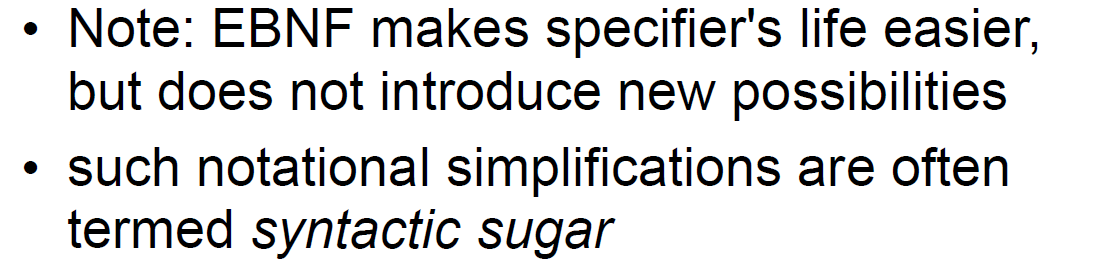 • Note: EBNF makes specifier's life easier,
but does not introduce new possibilities
• such notational simplifications are often
termed syntactic sugar